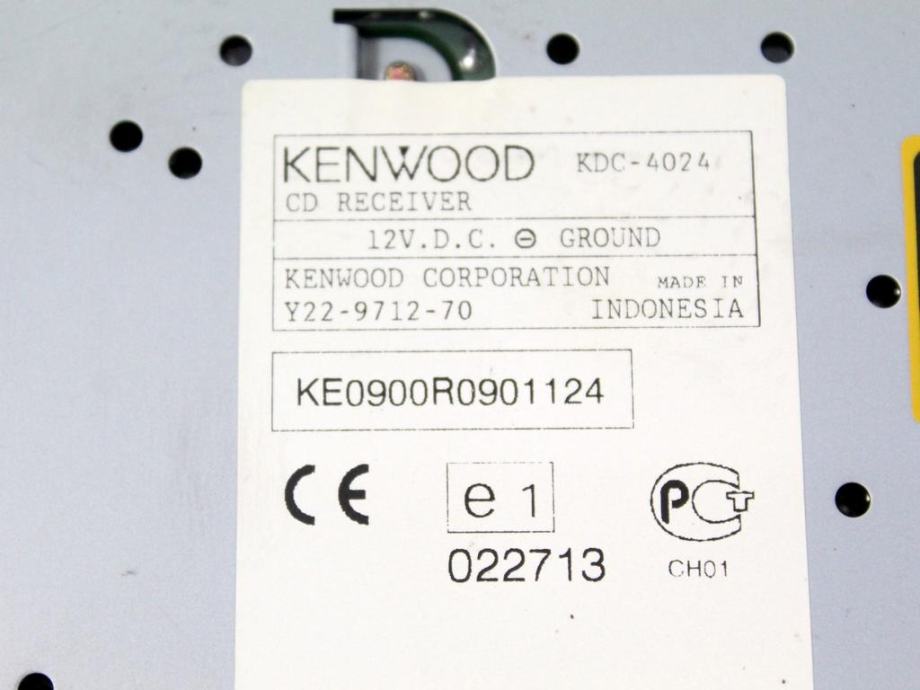 KENWOOD KDC-4024
CD RECEIVER
12V.D.C. ⊖ GROUND
KENWOOD CORPORATION MADE IN
Y22-9712-70 INDONESIA
KE0900R0901124
CE e1 PCT
022713 CH01